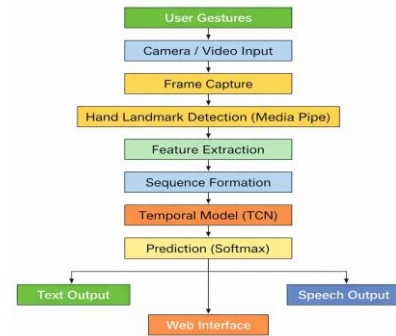 User Gestures
Camera / Video Input
Frame Capture
Hand Landmark Detection (Media Pipe)
Feature Extraction
Sequence Formation
Temporal Model (TCN)
Prediction (Softmax)
Text Output
Speech Output
Web Interface